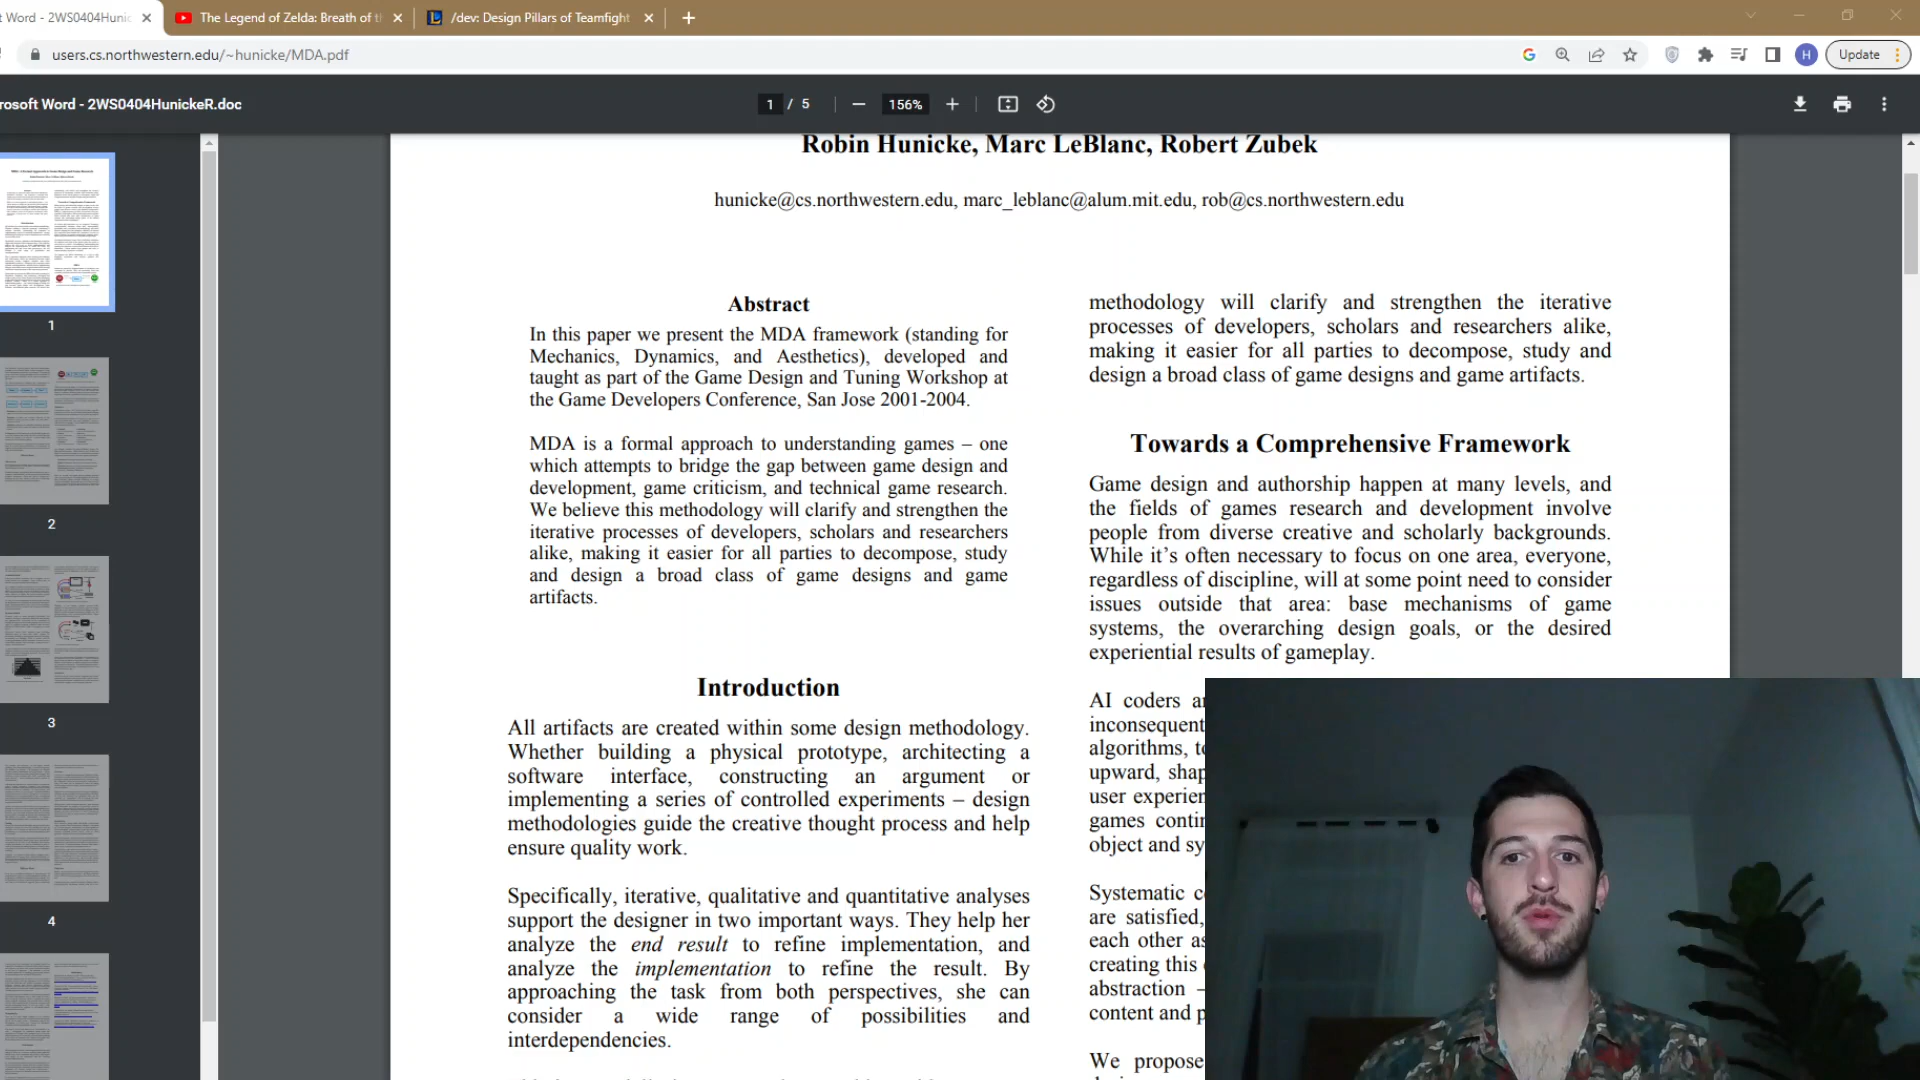 t Word - 2WS0404Hunic
The Legend of Zelda: Breath of t
/dev: Design Pillars of Teamfight
users.cs.northwestern.edu/~hunicke/MDA.pdf
H
Update
rosoft Word - 2WS0404HunickeR.doc
1 / 5
156%
1
2
3
4
Robin Hunicke, Marc LeBlanc, Robert Zubek
hunicke@cs.northwestern.edu, marc_leblanc@alum.mit.edu, rob@cs.northwestern.edu
Abstract
In this paper we present the MDA framework (standing for
Mechanics, Dynamics, and Aesthetics), developed and
taught as part of the Game Design and Tuning Workshop at
the Game Developers Conference, San Jose 2001-2004.
MDA is a formal approach to understanding games – one
which attempts to bridge the gap between game design and
development, game criticism, and technical game research.
We believe this methodology will clarify and strengthen the
iterative processes of developers, scholars and researchers
alike, making it easier for all parties to decompose, study
and design a broad class of game designs and game
artifacts.
Introduction
All artifacts are created within some design methodology.
Whether building a physical prototype, architecting a
software interface, constructing an argument or
implementing a series of controlled experiments – design
methodologies guide the creative thought process and help
ensure quality work.
Specifically, iterative, qualitative and quantitative analyses
support the designer in two important ways. They help her
analyze the end result to refine implementation, and
analyze the implementation to refine the result. By
approaching the task from both perspectives, she can
consider a wide range of possibilities and
interdependencies.
methodology will clarify and strengthen the iterative
processes of developers, scholars and researchers alike,
making it easier for all parties to decompose, study and
design a broad class of game designs and game artifacts.
Towards a Comprehensive Framework
Game design and authorship happen at many levels, and
the fields of games research and development involve
people from diverse creative and scholarly backgrounds.
While it's often necessary to focus on one area, everyone,
regardless of discipline, will at some point need to consider
issues outside that area: base mechanisms of game
systems, the overarching design goals, or the desired
experiential results of gameplay.
AI coders a
inconsequent
algorithms, t
upward, shap
user experien
games conti
object and sy
Systematic c
are satisfied,
each other as
creating this
abstraction –
content and p
We propose